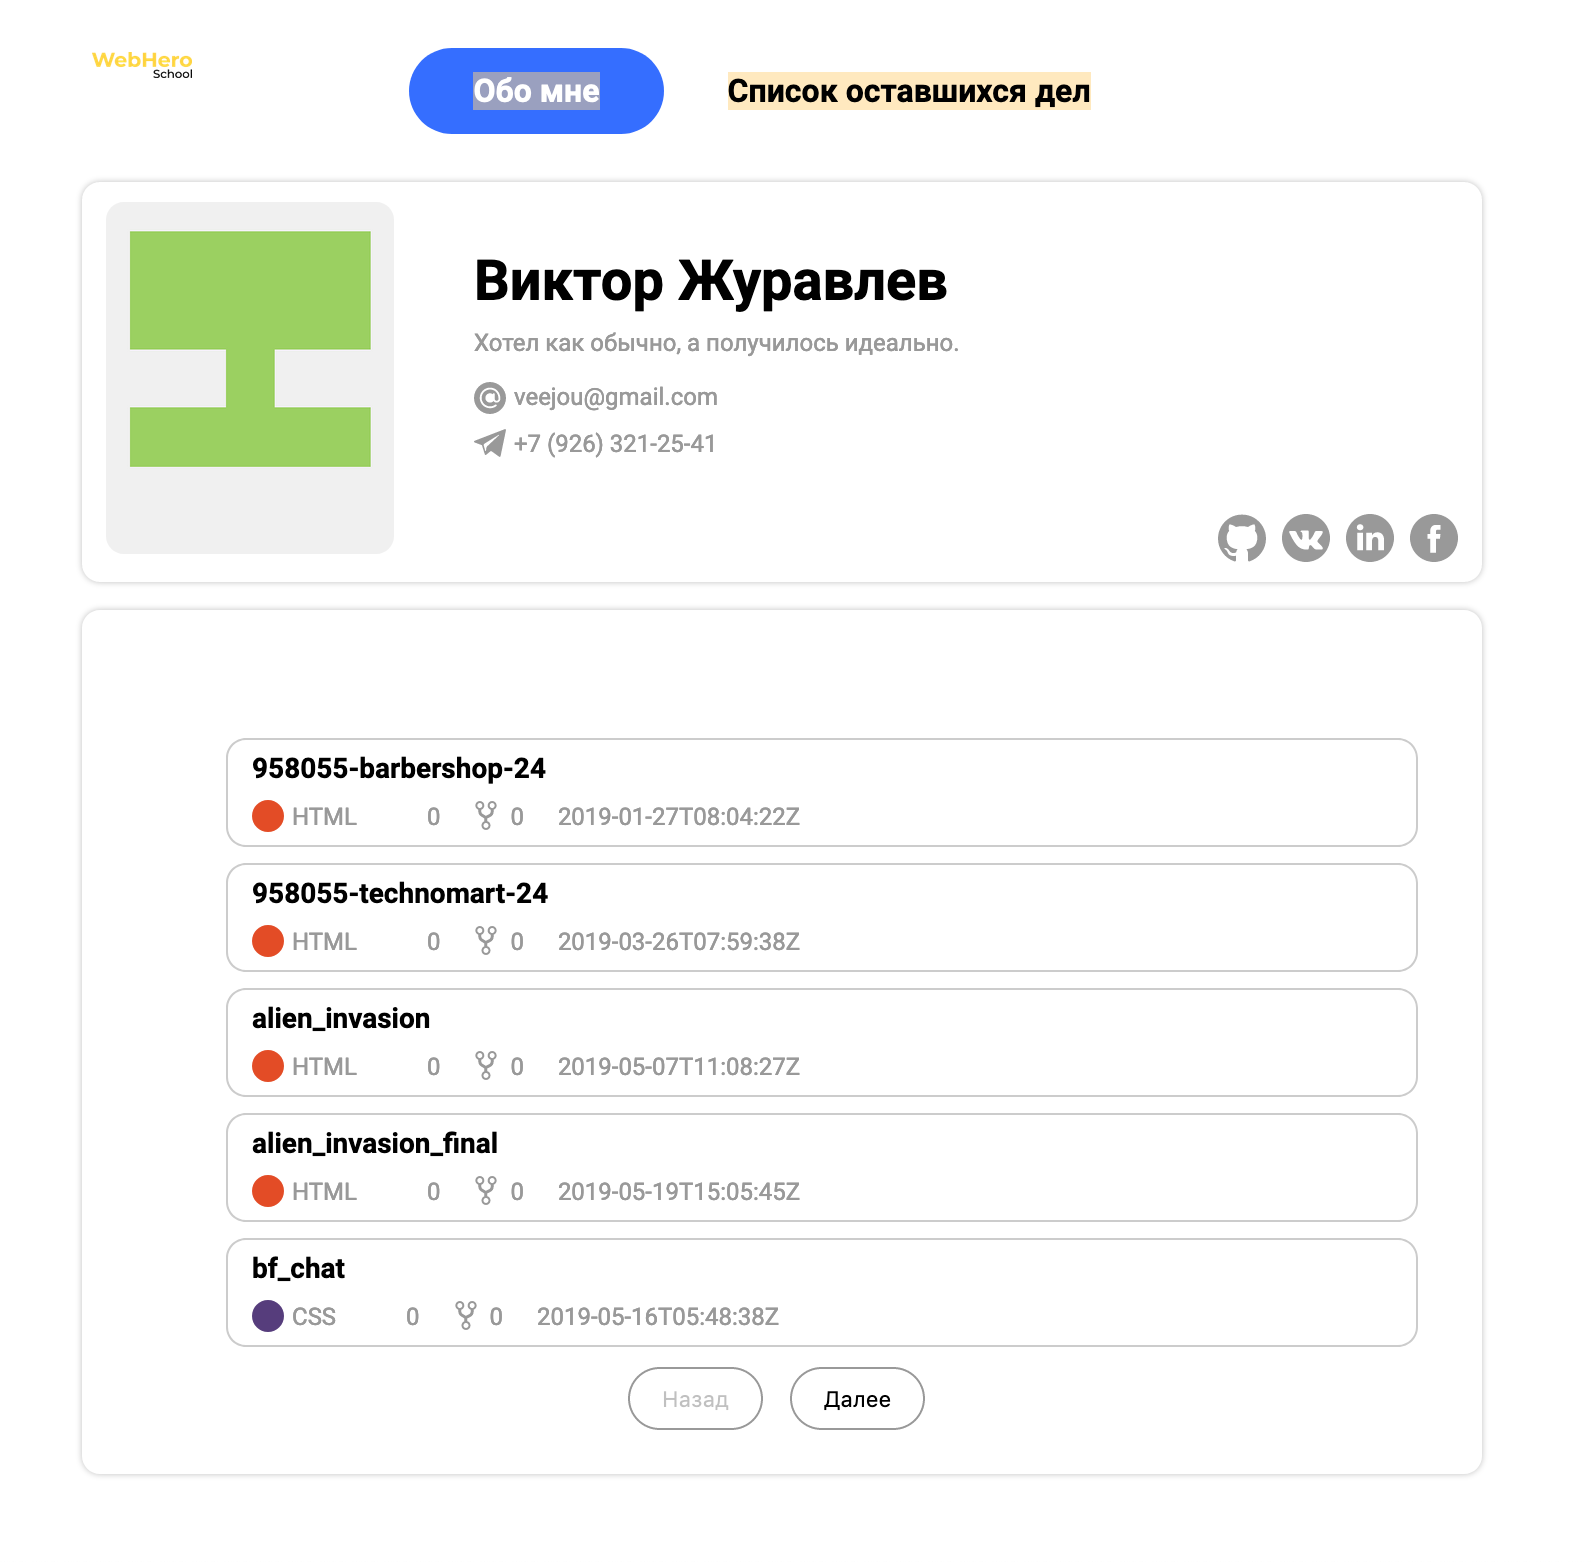 WebHero
School
Обо мне
Список оставшихся дел
Виктор Журавлев
Хотел как обычно, а получилось идеально.
veejou@gmail.com
+7 (926) 321-25-41
958055-barbershop-24
HTML 0 0 2019-01-27T08:04:22Z
958055-technomart-24
HTML 0 0 2019-03-26T07:59:38Z
alien_invasion
HTML 0 0 2019-05-07T11:08:27Z
alien_invasion_final
HTML 0 0 2019-05-19T15:05:45Z
bf_chat
CSS 0 0 2019-05-16T05:48:38Z
Назад Далее